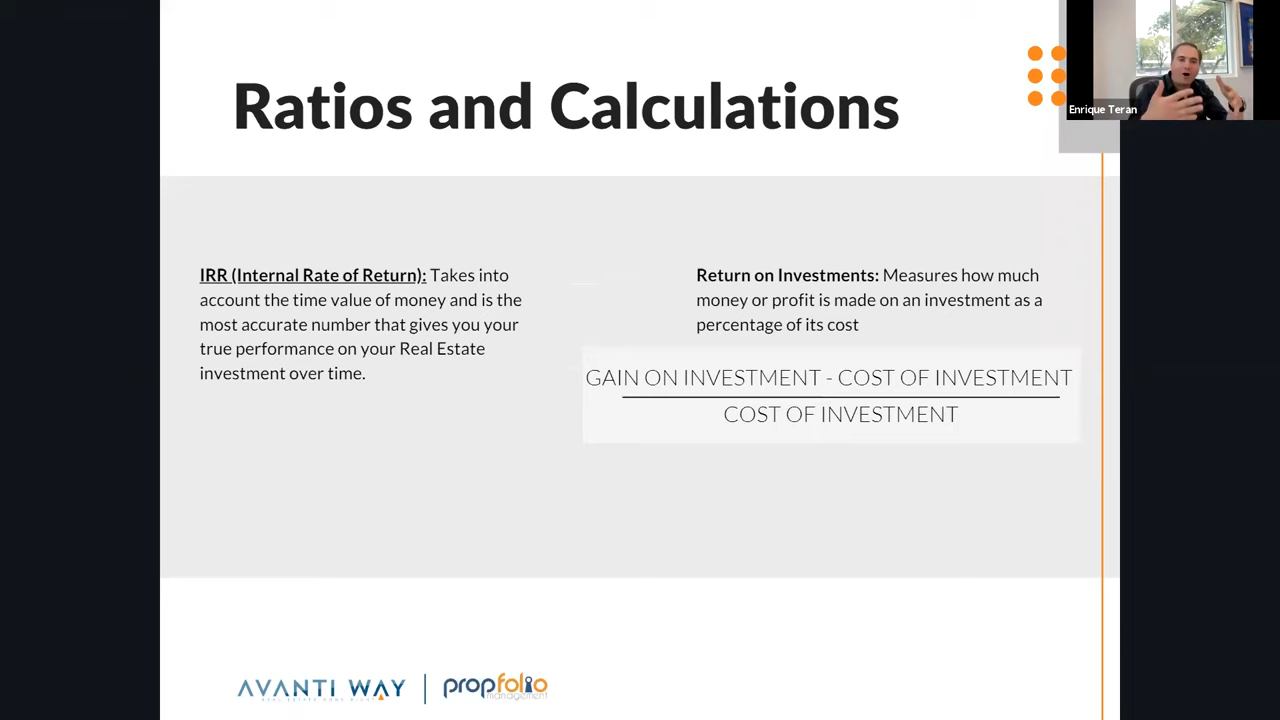 Ratios and Calculations
Enrique Teran
IRR (Internal Rate of Return): Takes into
account the time value of money and is the
most accurate number that gives you your
true performance on your Real Estate
investment over time.
Return on Investments: Measures how much
money or profit is made on an investment as a
percentage of its cost
GAIN ON INVESTMENT - COST OF INVESTMENT
COST OF INVESTMENT
AVANTI WAY
propfolio
management